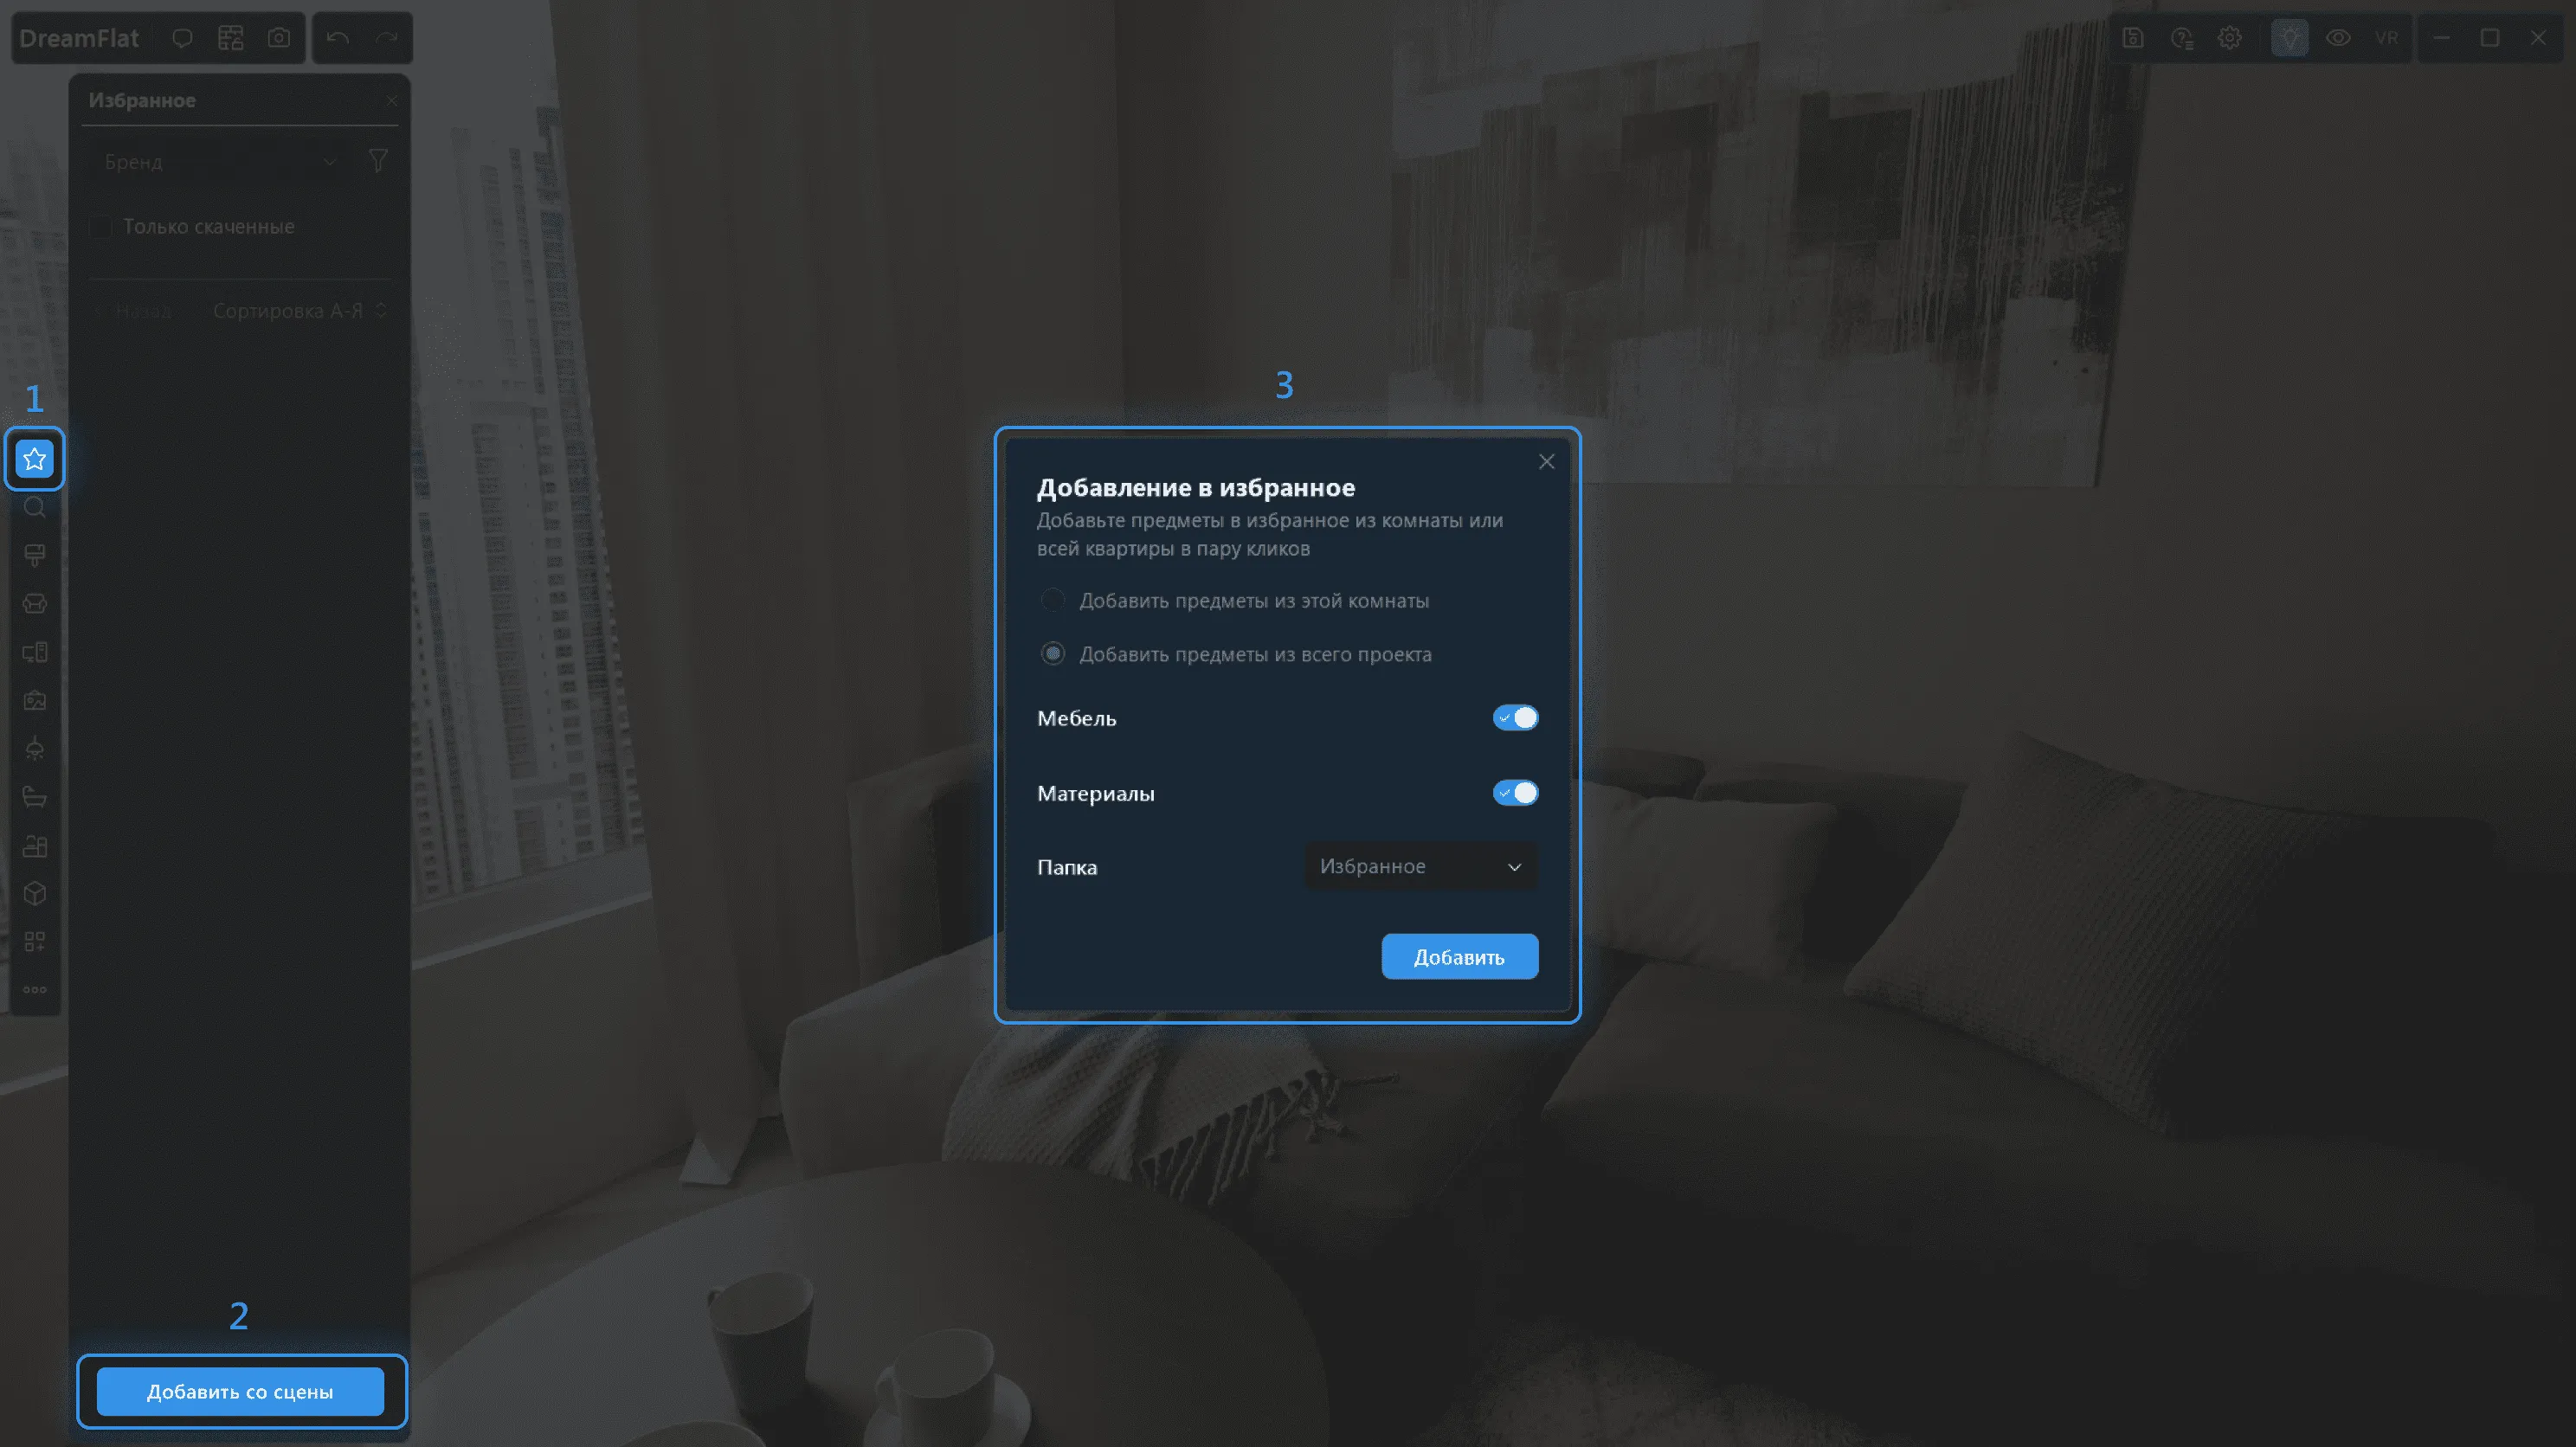 DreamFlat
VR
Избранное
Бренд
Только скаченные
Назад
Сортировка А-Я
1
3
Добавление в избранное
Добавьте предметы в избранное из комнаты или
всей квартиры в пару кликов
Добавить предметы из этой комнаты
Добавить предметы из всего проекта
Мебель
Материалы
Папка
Избранное
Добавить
2
Добавить со сцены